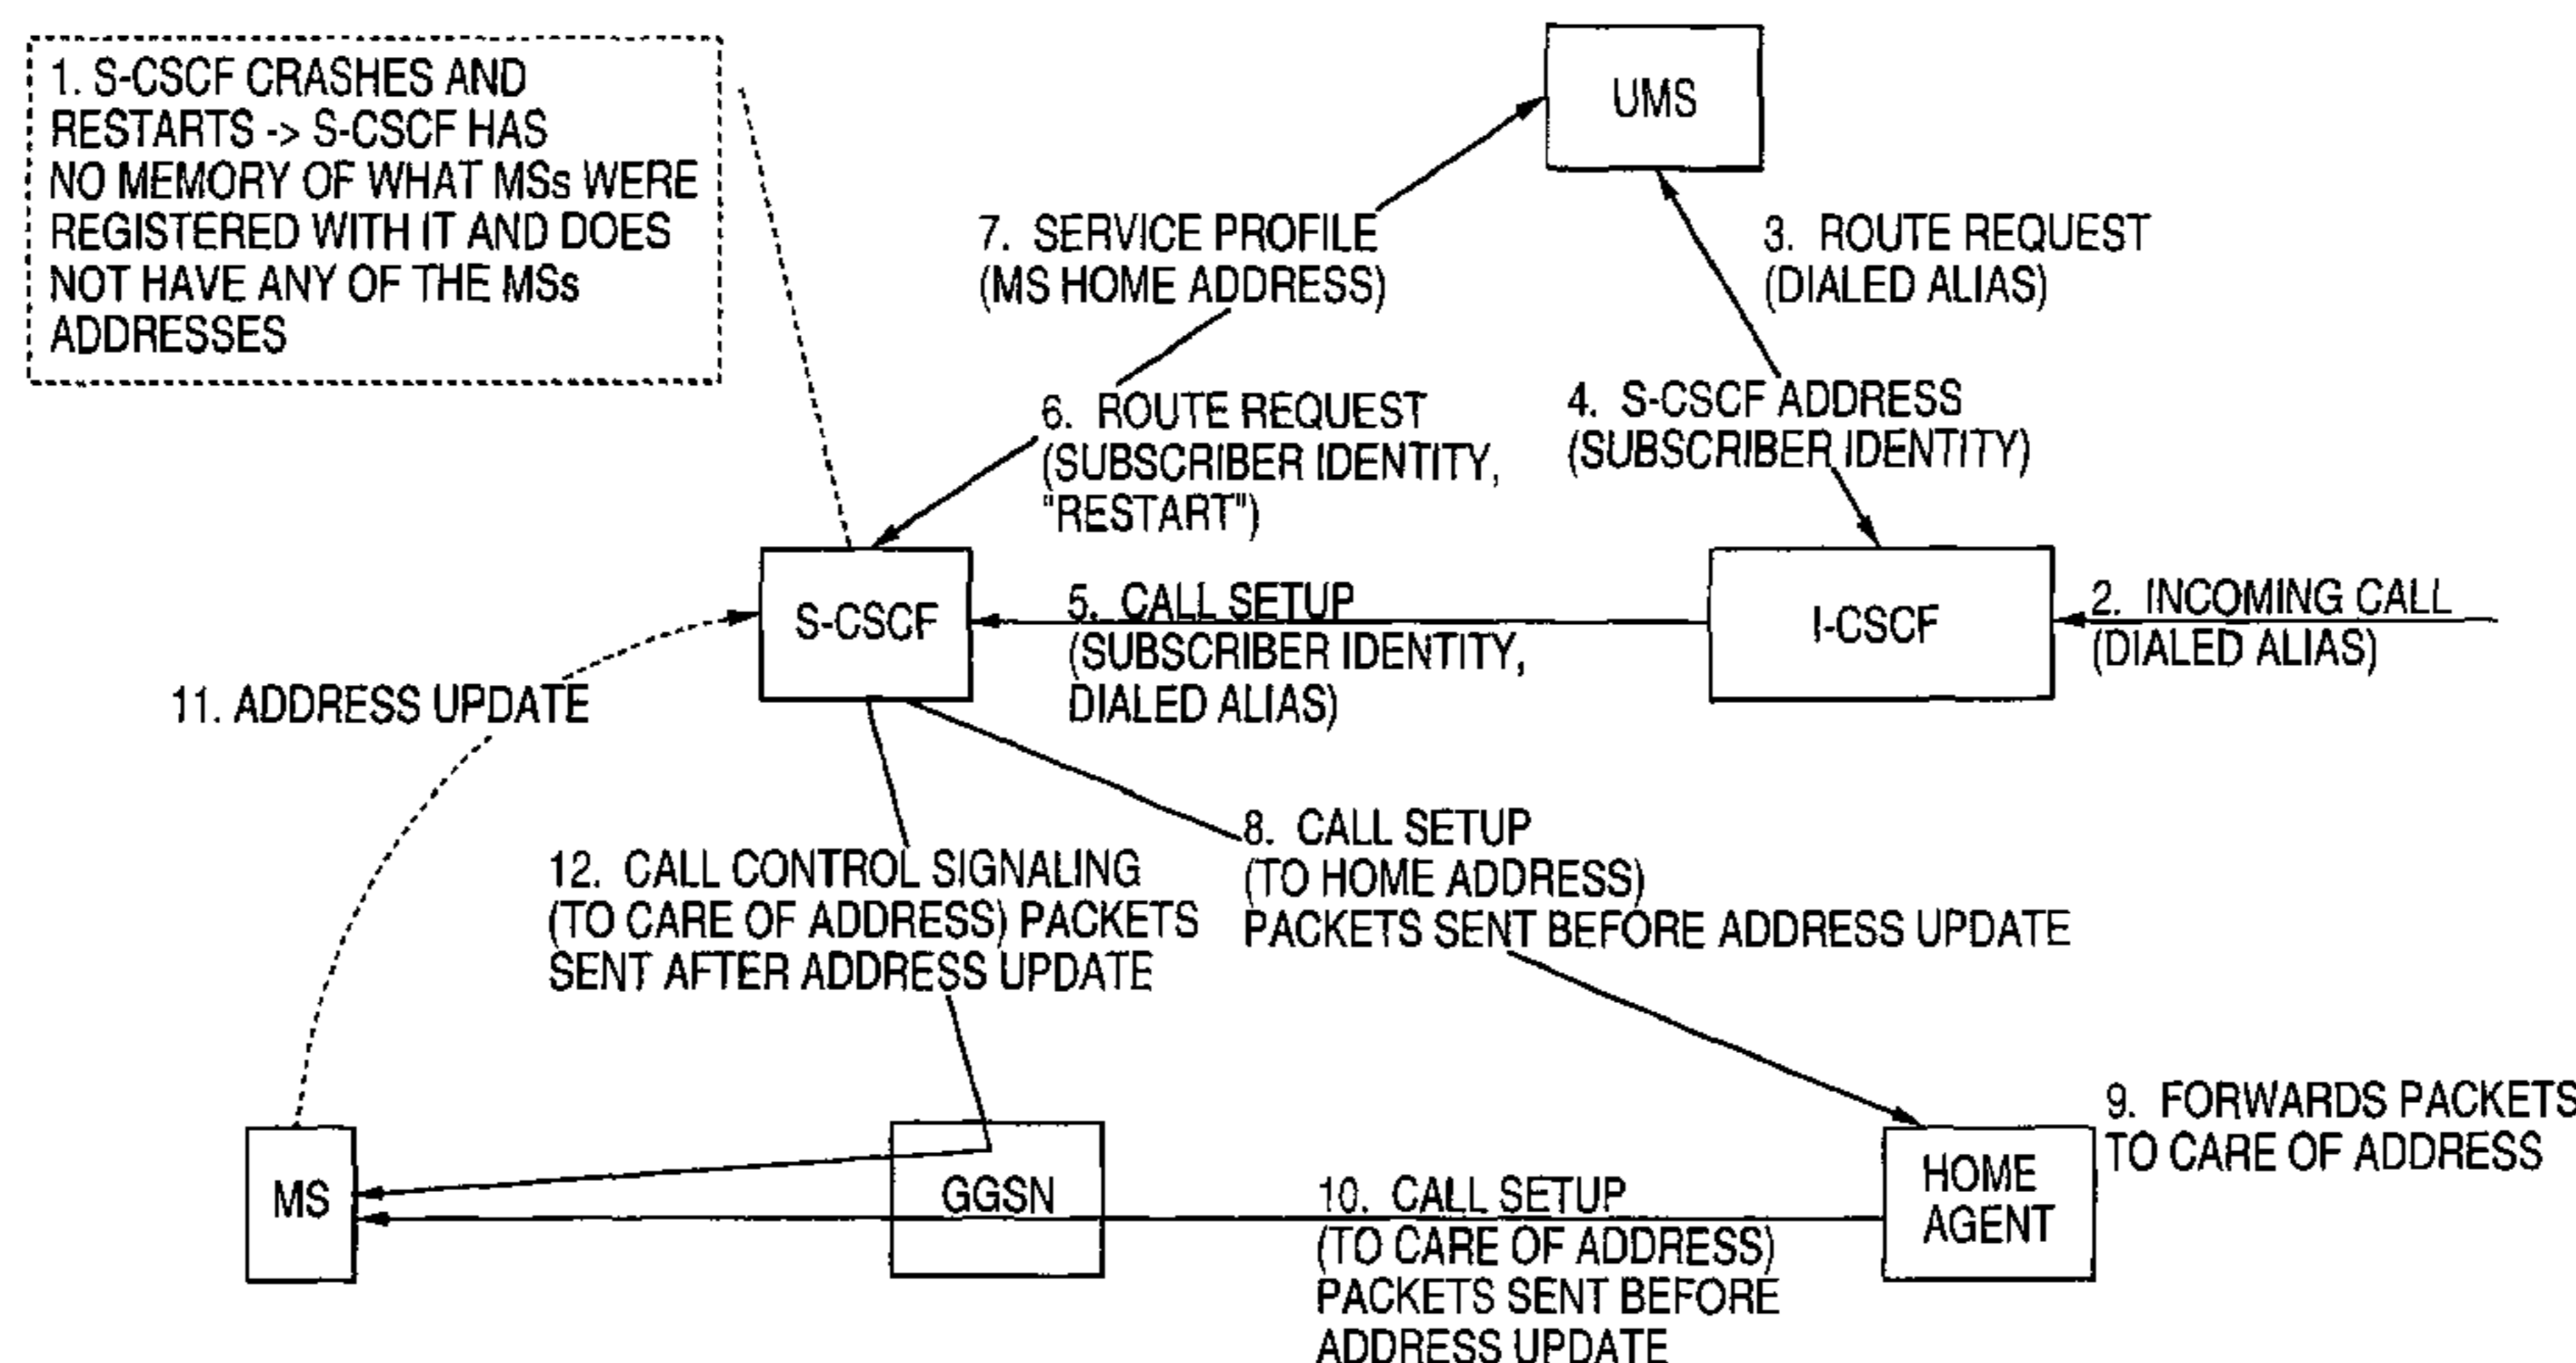 1. S-CSCF CRASHES AND
RESTARTS -> S-CSCF HAS
NO MEMORY OF WHAT MSs WERE
REGISTERED WITH IT AND DOES
NOT HAVE ANY OF THE MSs
ADDRESSES
UMS
7. SERVICE PROFILE
(MS HOME ADDRESS)
3. ROUTE REQUEST
(DIALED ALIAS)
6. ROUTE REQUEST
(SUBSCRIBER IDENTITY,
"RESTART")
4. S-CSCF ADDRESS
(SUBSCRIBER IDENTITY)
S-CSCF
5. CALL SETUP
(SUBSCRIBER IDENTITY,
DIALED ALIAS)
I-CSCF
2. INCOMING CALL
(DIALED ALIAS)
11. ADDRESS UPDATE
12. CALL CONTROL SIGNALING
(TO CARE OF ADDRESS) PACKETS
SENT AFTER ADDRESS UPDATE
8. CALL SETUP
(TO HOME ADDRESS)
PACKETS SENT BEFORE ADDRESS UPDATE
MS
GGSN
10. CALL SETUP
(TO CARE OF ADDRESS)
PACKETS SENT BEFORE
ADDRESS UPDATE
HOME
AGENT
9. FORWARDS PACKETS
TO CARE OF ADDRESS